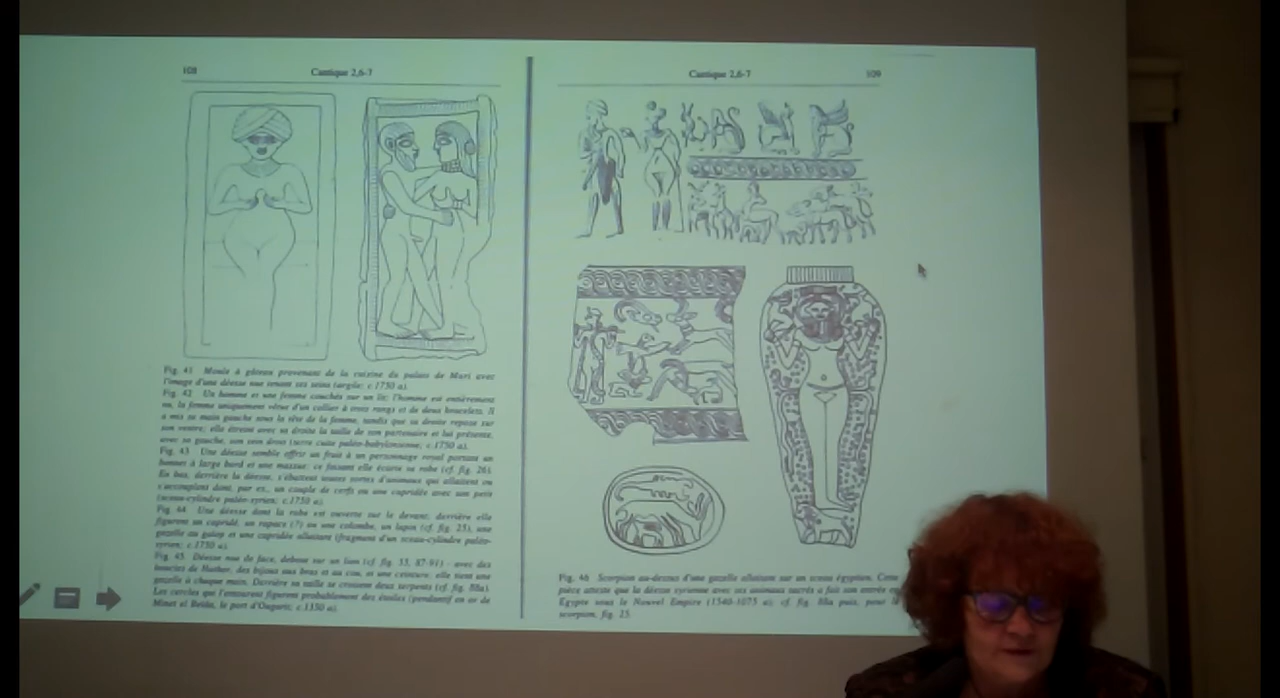 108
Cantique 2,6-7
Fig. 41 Moule à gâteau provenant de la cuisine du palais de Mari avec
l'image d'une déesse nue tenant ses seins (argile; c.1750 a).
Fig. 42 Un homme et une femme couchés sur un lit; l'homme est entièrement
nu, la femme uniquement vêtue d'un collier à trois rangs et de deux bracelets. Il
a mis sa main gauche sous la tête de la femme, tandis que sa droite repose sur
son ventre; elle étreint avec sa droite la taille de son partenaire et lui présente,
avec sa gauche, son sein droit (terre cuite paléo-babylonienne; c.1750 a).
Fig. 43 Une déesse semble offrir un fruit à un personnage royal portant un
bonnet à large bord et une massue; ce faisant elle écarte sa robe (cf. fig. 26).
En bas, derrière la déesse, s'ébattent toutes sortes d'animaux qui allaitent ou
s'accouplent dont, par ex., un couple de cerfs ou une capridée avec son petit
(sceau-cylindre paléo-syrien; c.1750 a).
Fig. 44 Une déesse dont la robe est ouverte sur le devant, derrière elle
figurent un capridé, un rapace (?) ou une colombe, un lapin (cf. fig. 25), une
gazelle au galop et une capridée allaitant (fragment d'un sceau-cylindre paléo-
syrien; c.1750 a).
Fig. 45 Déesse nue de face, debout sur un lion (cf. fig. 35, 87-91) - avec des
boucles de Hathor, des bijoux aux bras et au cou, et une ceinture; elle tient une
gazelle à chaque main. Derrière sa taille se croisent deux serpents (cf. fig. 88a).
Les cercles qui l'entourent figurent probablement des étoiles (pendentif en or de
Minet el Beida, le port d'Ougarit; c.1350 a).
Cantique 2,6-7
109
Fig. 46 Scorpion au-dessus d'une gazelle allaitant sur un sceau égyptien. Cette
pièce atteste que la déesse syrienne avec ses animaux sacrés a fait son entrée en
Egypte sous le Nouvel Empire (1540-1075 a); cf. fig. 88a puis, pour le
scorpion, fig. 25